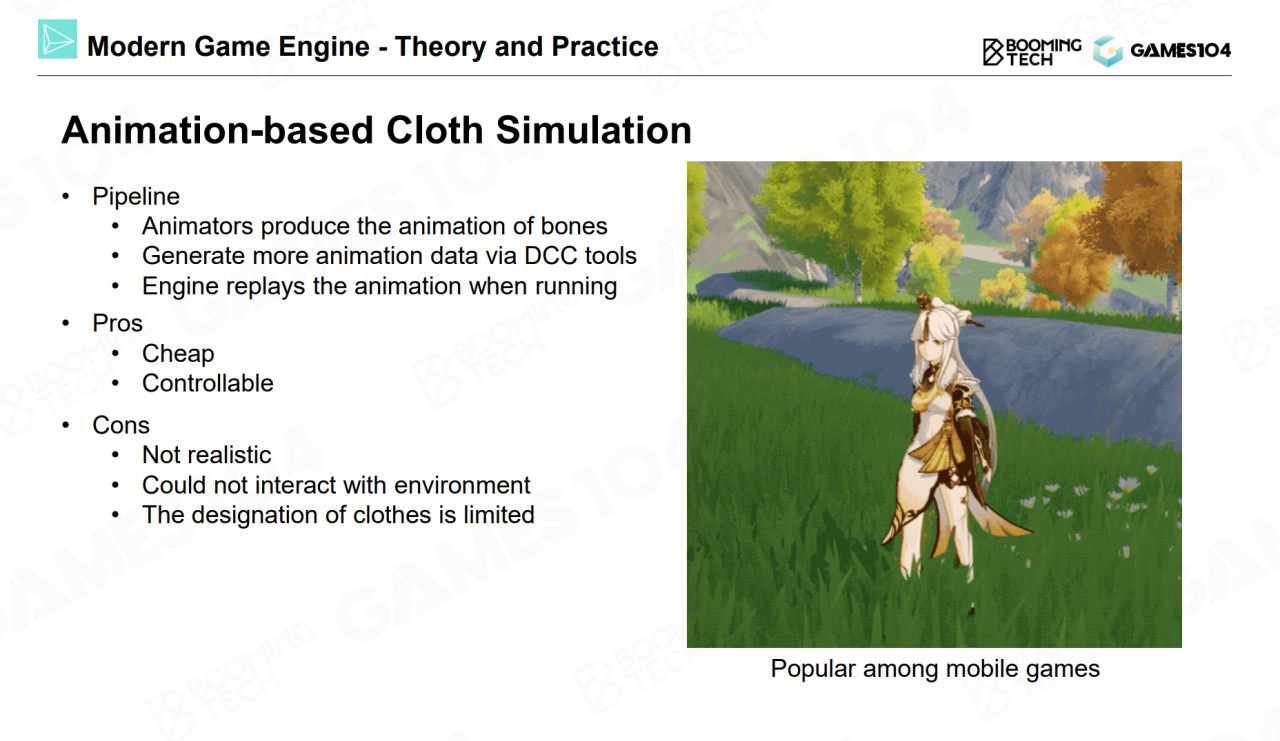 Modern Game Engine - Theory and Practice
BOOMING
TECH
GAMES104
Animation-based Cloth Simulation
• Pipeline
• Animators produce the animation of bones
• Generate more animation data via DCC tools
• Engine replays the animation when running
• Pros
• Cheap
• Controllable
• Cons
• Not realistic
• Could not interact with environment
• The designation of clothes is limited
Popular among mobile games